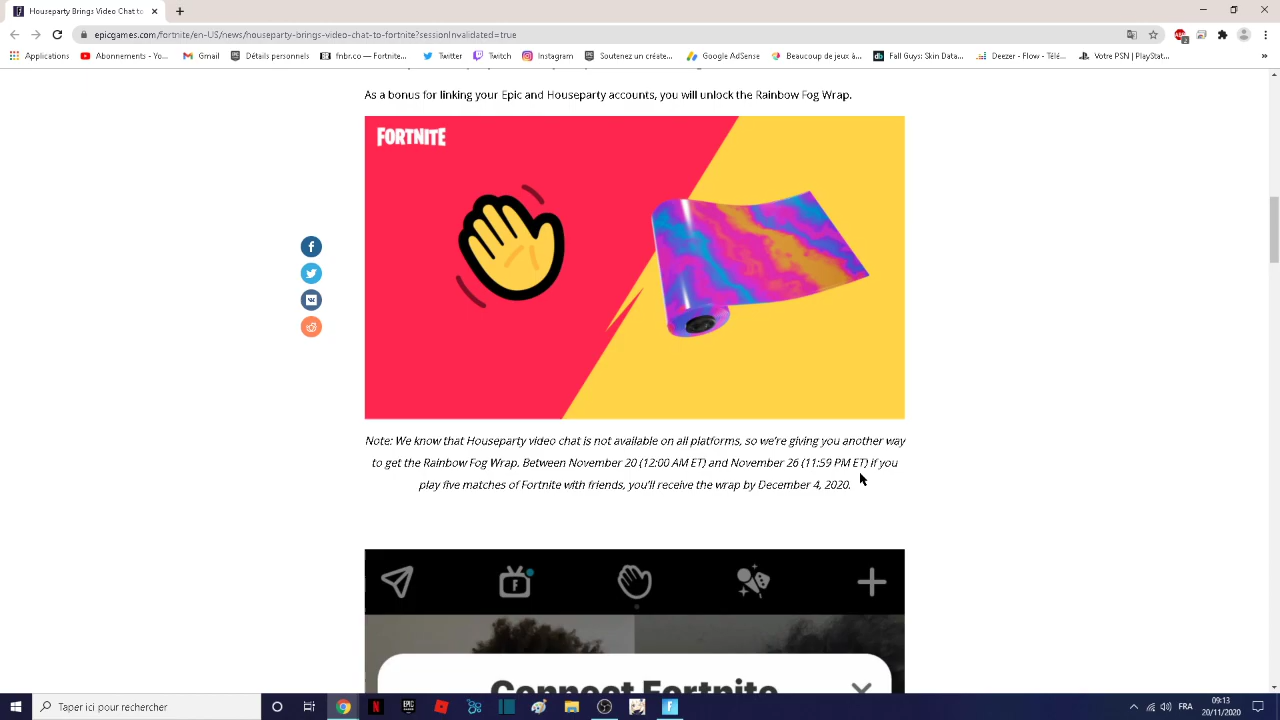 Houseparty Brings Video Chat to
epicgames.com/fortnite/en-US/news/houseparty-brings-video-chat-to-fortnite?sessionInvalidated=true
Applications
Abonnements - Yo...
Gmail
Détails personnels
fnbr.co — Fortnite...
Twitter
Twitch
Instagram
Soutenez un créate...
Google AdSense
Beaucoup de jeux à...
Fall Guys: Skin Data...
Deezer - Flow - Télé...
Votre PSN | PlayStat...
»
As a bonus for linking your Epic and Houseparty accounts, you will unlock the Rainbow Fog Wrap.
FORTNITE
Note: We know that Houseparty video chat is not available on all platforms, so we're giving you another way
to get the Rainbow Fog Wrap. Between November 20 (12:00 AM ET) and November 26 (11:59 PM ET) if you
play five matches of Fortnite with friends, you'll receive the wrap by December 4, 2020.
Connect Fortnite
Taper ici pour rechercher
FRA
09:13
20/11/2020